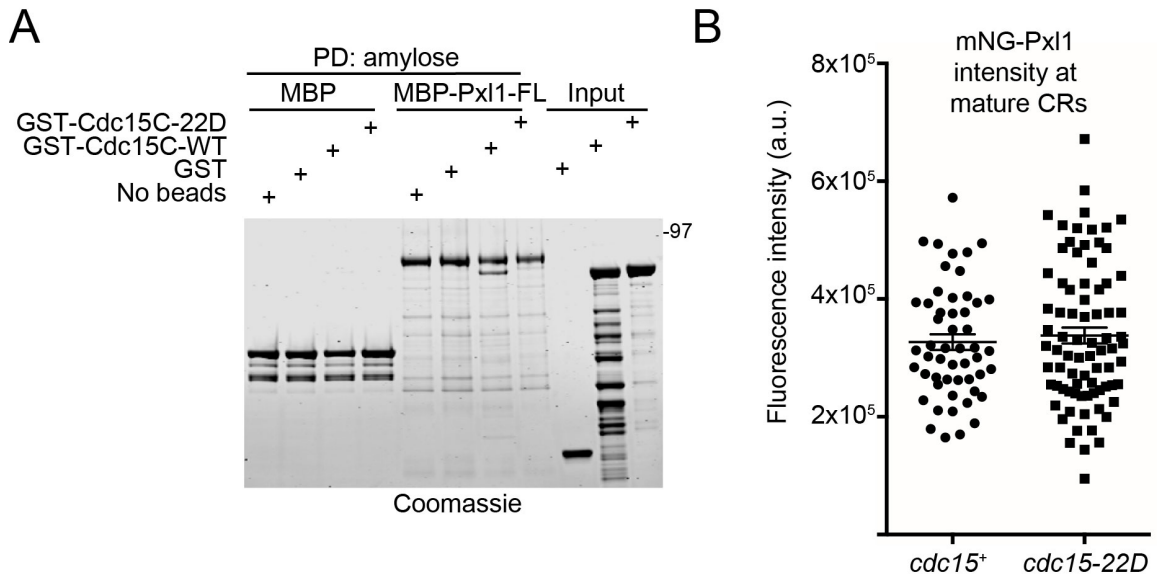 A
PD: amylose
MBP MBP-Pxl1-FL Input
GST-Cdc15C-22D + + +
GST-Cdc15C-WT + + +
GST + + +
No beads + +
-97
Coomassie
B
mNG-Pxl1
intensity at
mature CRs
Fluorescence intensity (a.u.)
8x10⁵
6x10⁵
4x10⁵
2x10⁵
cdc15⁺ cdc15-22D